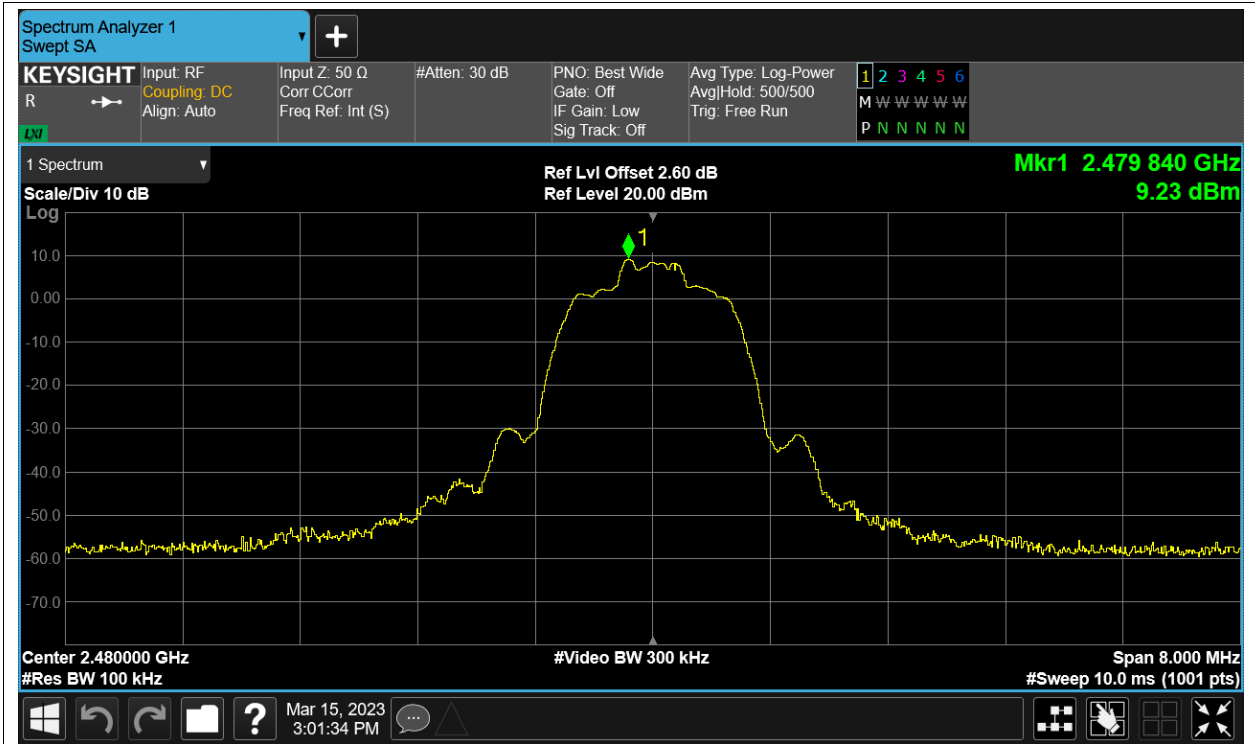 Spectrum Analyzer 1
Swept SA
+
KEYSIGHT
R
LXI
Input: RF
Coupling: DC
Align: Auto
Input Z: 50 Ω
Corr CCorr
Freq Ref: Int (S)
#Atten: 30 dB
PNO: Best Wide
Gate: Off
IF Gain: Low
Sig Track: Off
Avg Type: Log-Power
Avg|Hold: 500/500
Trig: Free Run
1 2 3 4 5 6
M W W W W W
P N N N N N
1 Spectrum
Scale/Div 10 dB
Log
Ref Lvl Offset 2.60 dB
Ref Level 20.00 dBm
Mkr1 2.479 840 GHz
9.23 dBm
1
10.0
0.00
-10.0
-20.0
-30.0
-40.0
-50.0
-60.0
-70.0
Center 2.480000 GHz
#Res BW 100 kHz
#Video BW 300 kHz
Span 8.000 MHz
#Sweep 10.0 ms (1001 pts)
?
Mar 15, 2023
3:01:34 PM